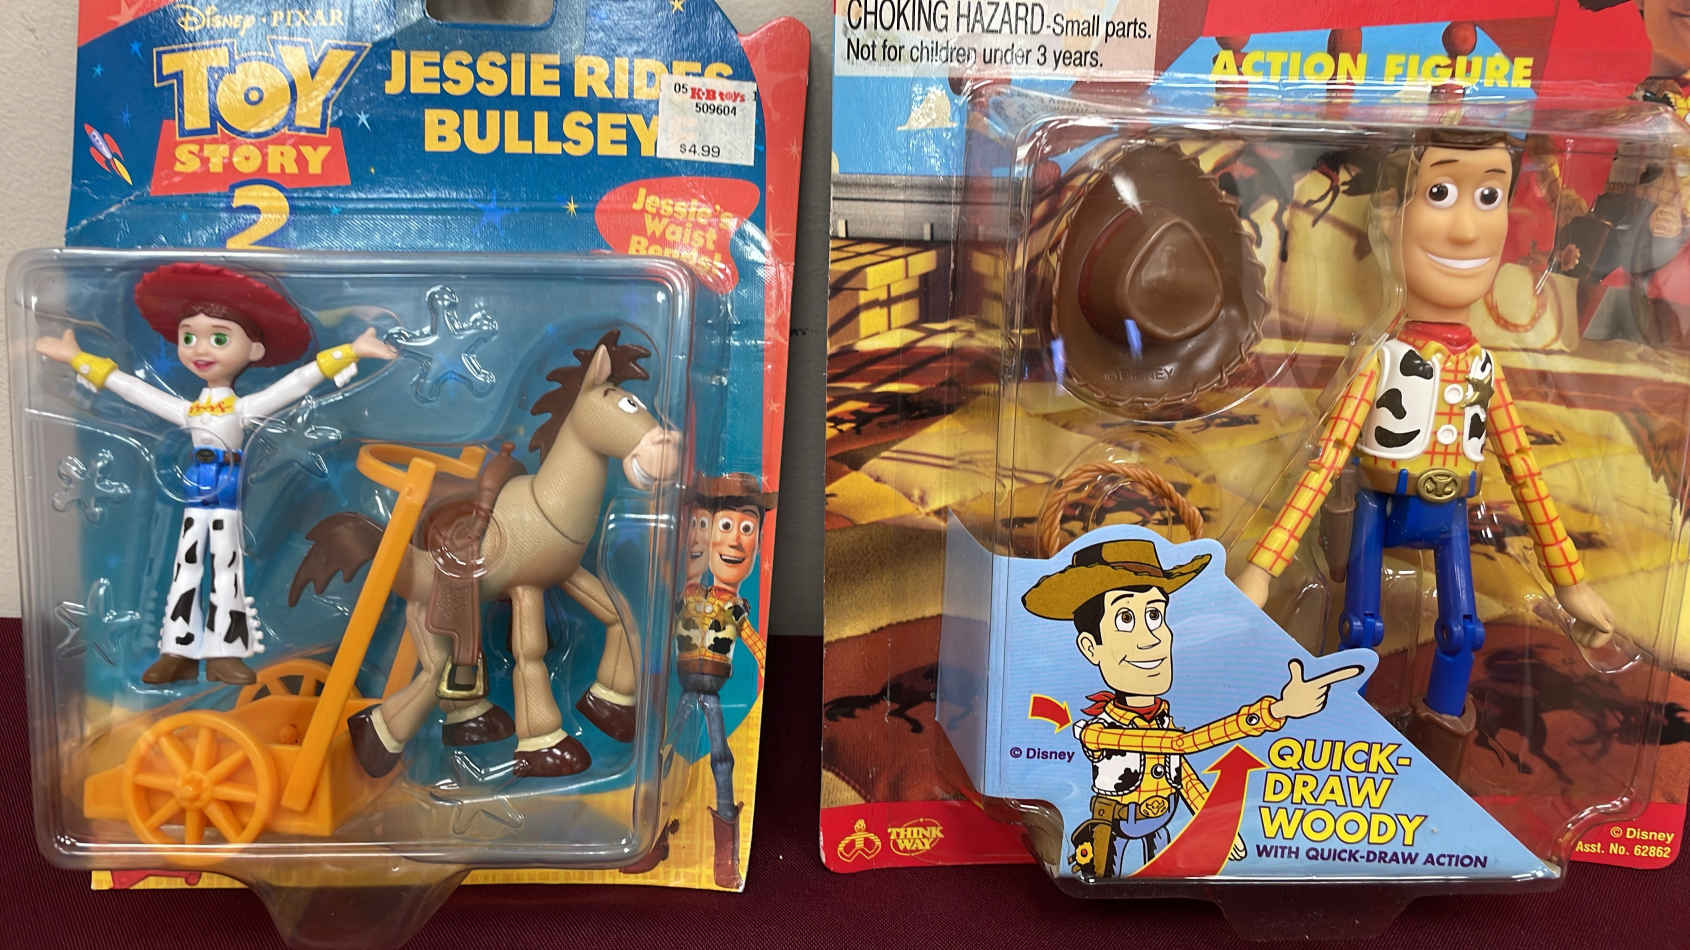 Disney · PIXAR
TOY
STORY
2
JESSIE RIDES
BULLSEY
05 K·B toys
509604
$4.99
Jessie's
Waist
Bends!
CHOKING HAZARD-Small parts.
Not for children under 3 years.
ACTION FIGURE
DISNEY
© Disney
QUICK-
DRAW
WOODY
WITH QUICK-DRAW ACTION
THINK
WAY
© Disney
Asst. No. 62862